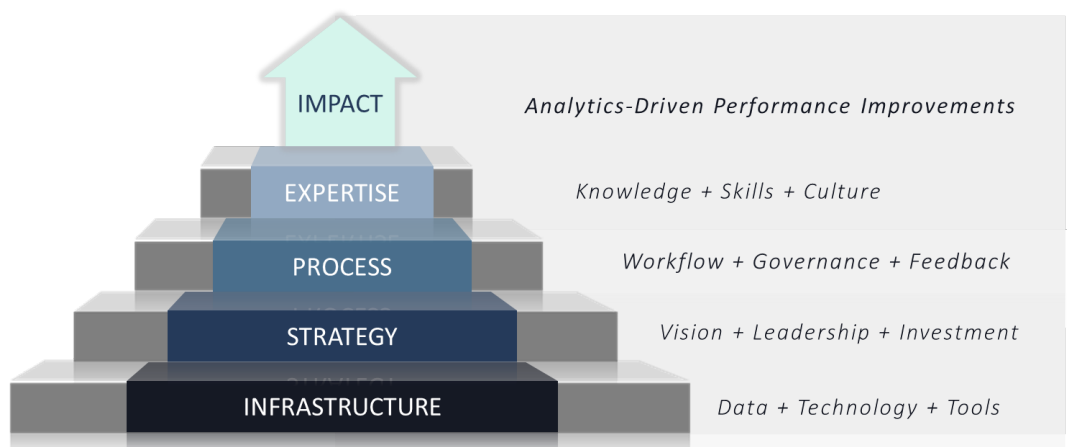 IMPACT
Analytics-Driven Performance Improvements
EXPERTISE
Knowledge + Skills + Culture
PROCESS
Workflow + Governance + Feedback
STRATEGY
Vision + Leadership + Investment
INFRASTRUCTURE
Data + Technology + Tools